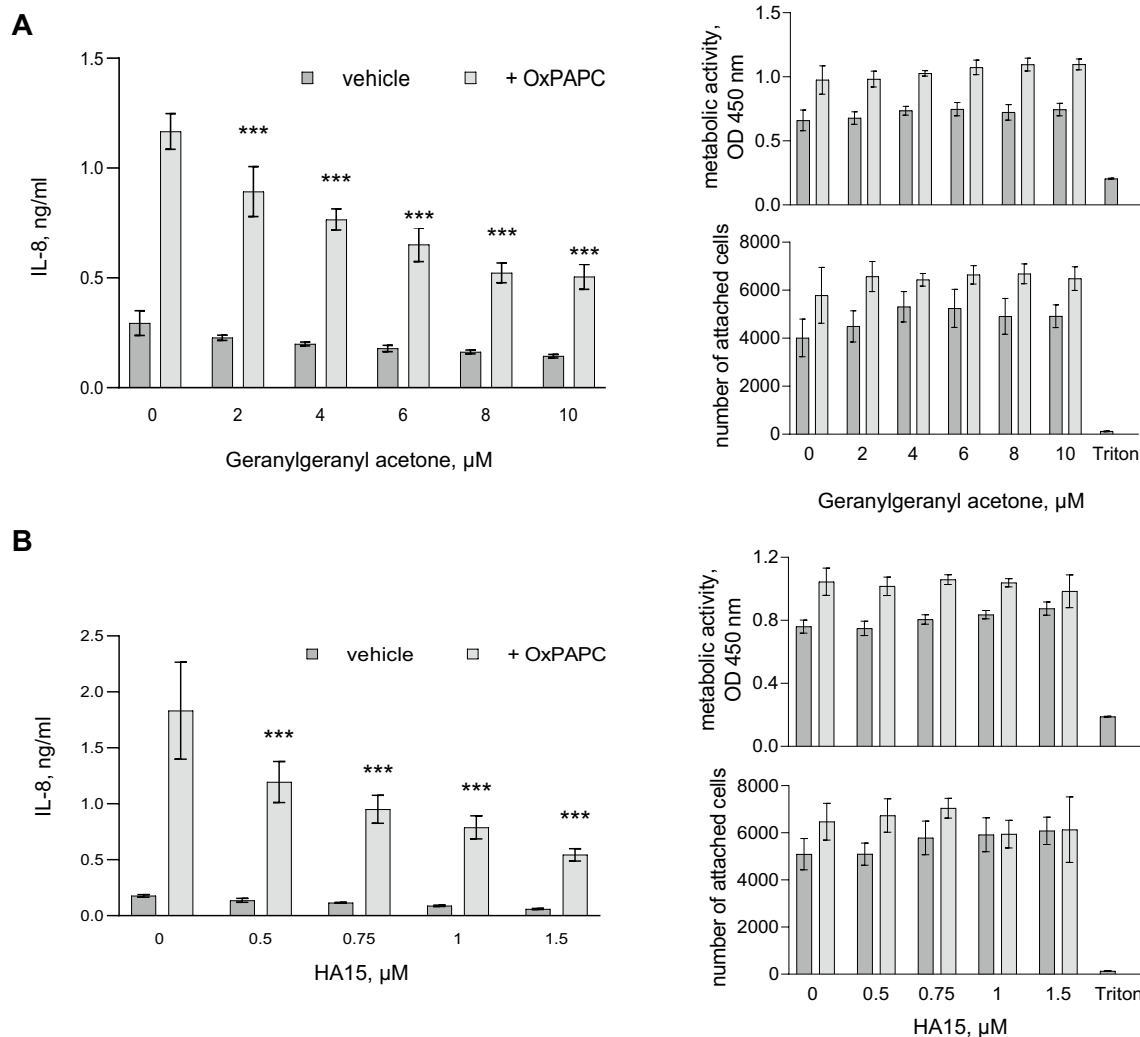 A
1.5
1.0
0.5
0.0
IL-8, ng/ml
vehicle
+ OxPAPC
***
***
***
***
***
0 2 4 6 8 10
Geranylgeranyl acetone, µM
metabolic activity,
OD 450 nm
1.5
1.0
0.5
0.0
number of attached cells
8000
6000
4000
2000
0
0 2 4 6 8 10 Triton
Geranylgeranyl acetone, µM
B
2.5
2.0
1.5
1.0
0.5
0.0
IL-8, ng/ml
vehicle
+ OxPAPC
***
***
***
***
0 0.5 0.75 1 1.5
HA15, µM
metabolic activity,
OD 450 nm
1.2
0.8
0.4
0.0
number of attached cells
8000
6000
4000
2000
0
0 0.5 0.75 1 1.5 Triton
HA15, µM